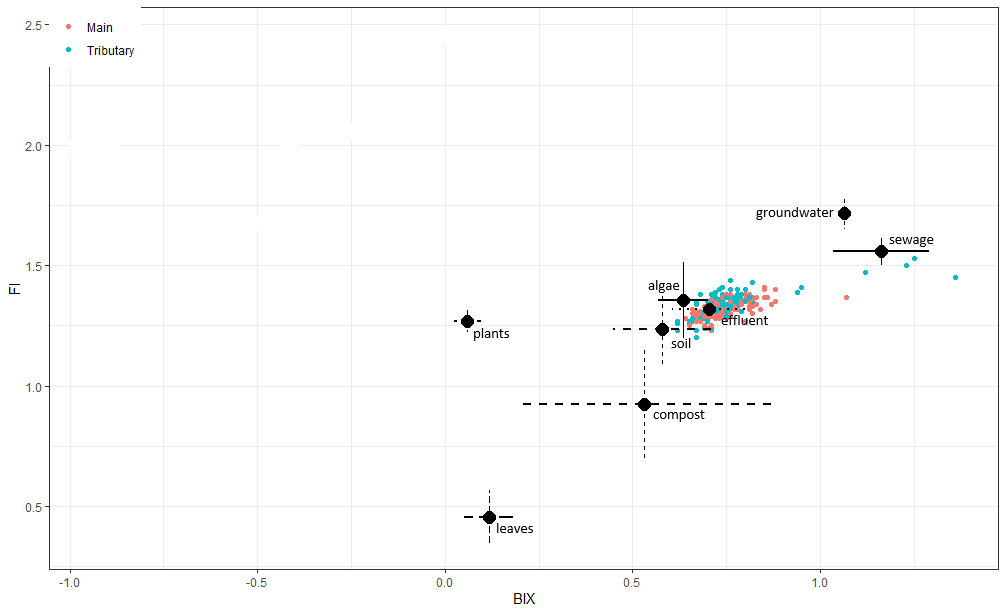 Main
Tributary
2.5
2.0
1.5
1.0
0.5
FI
groundwater
sewage
algae
effluent
plants
soil
compost
leaves
-1.0
-0.5
0.0
0.5
1.0
BIX